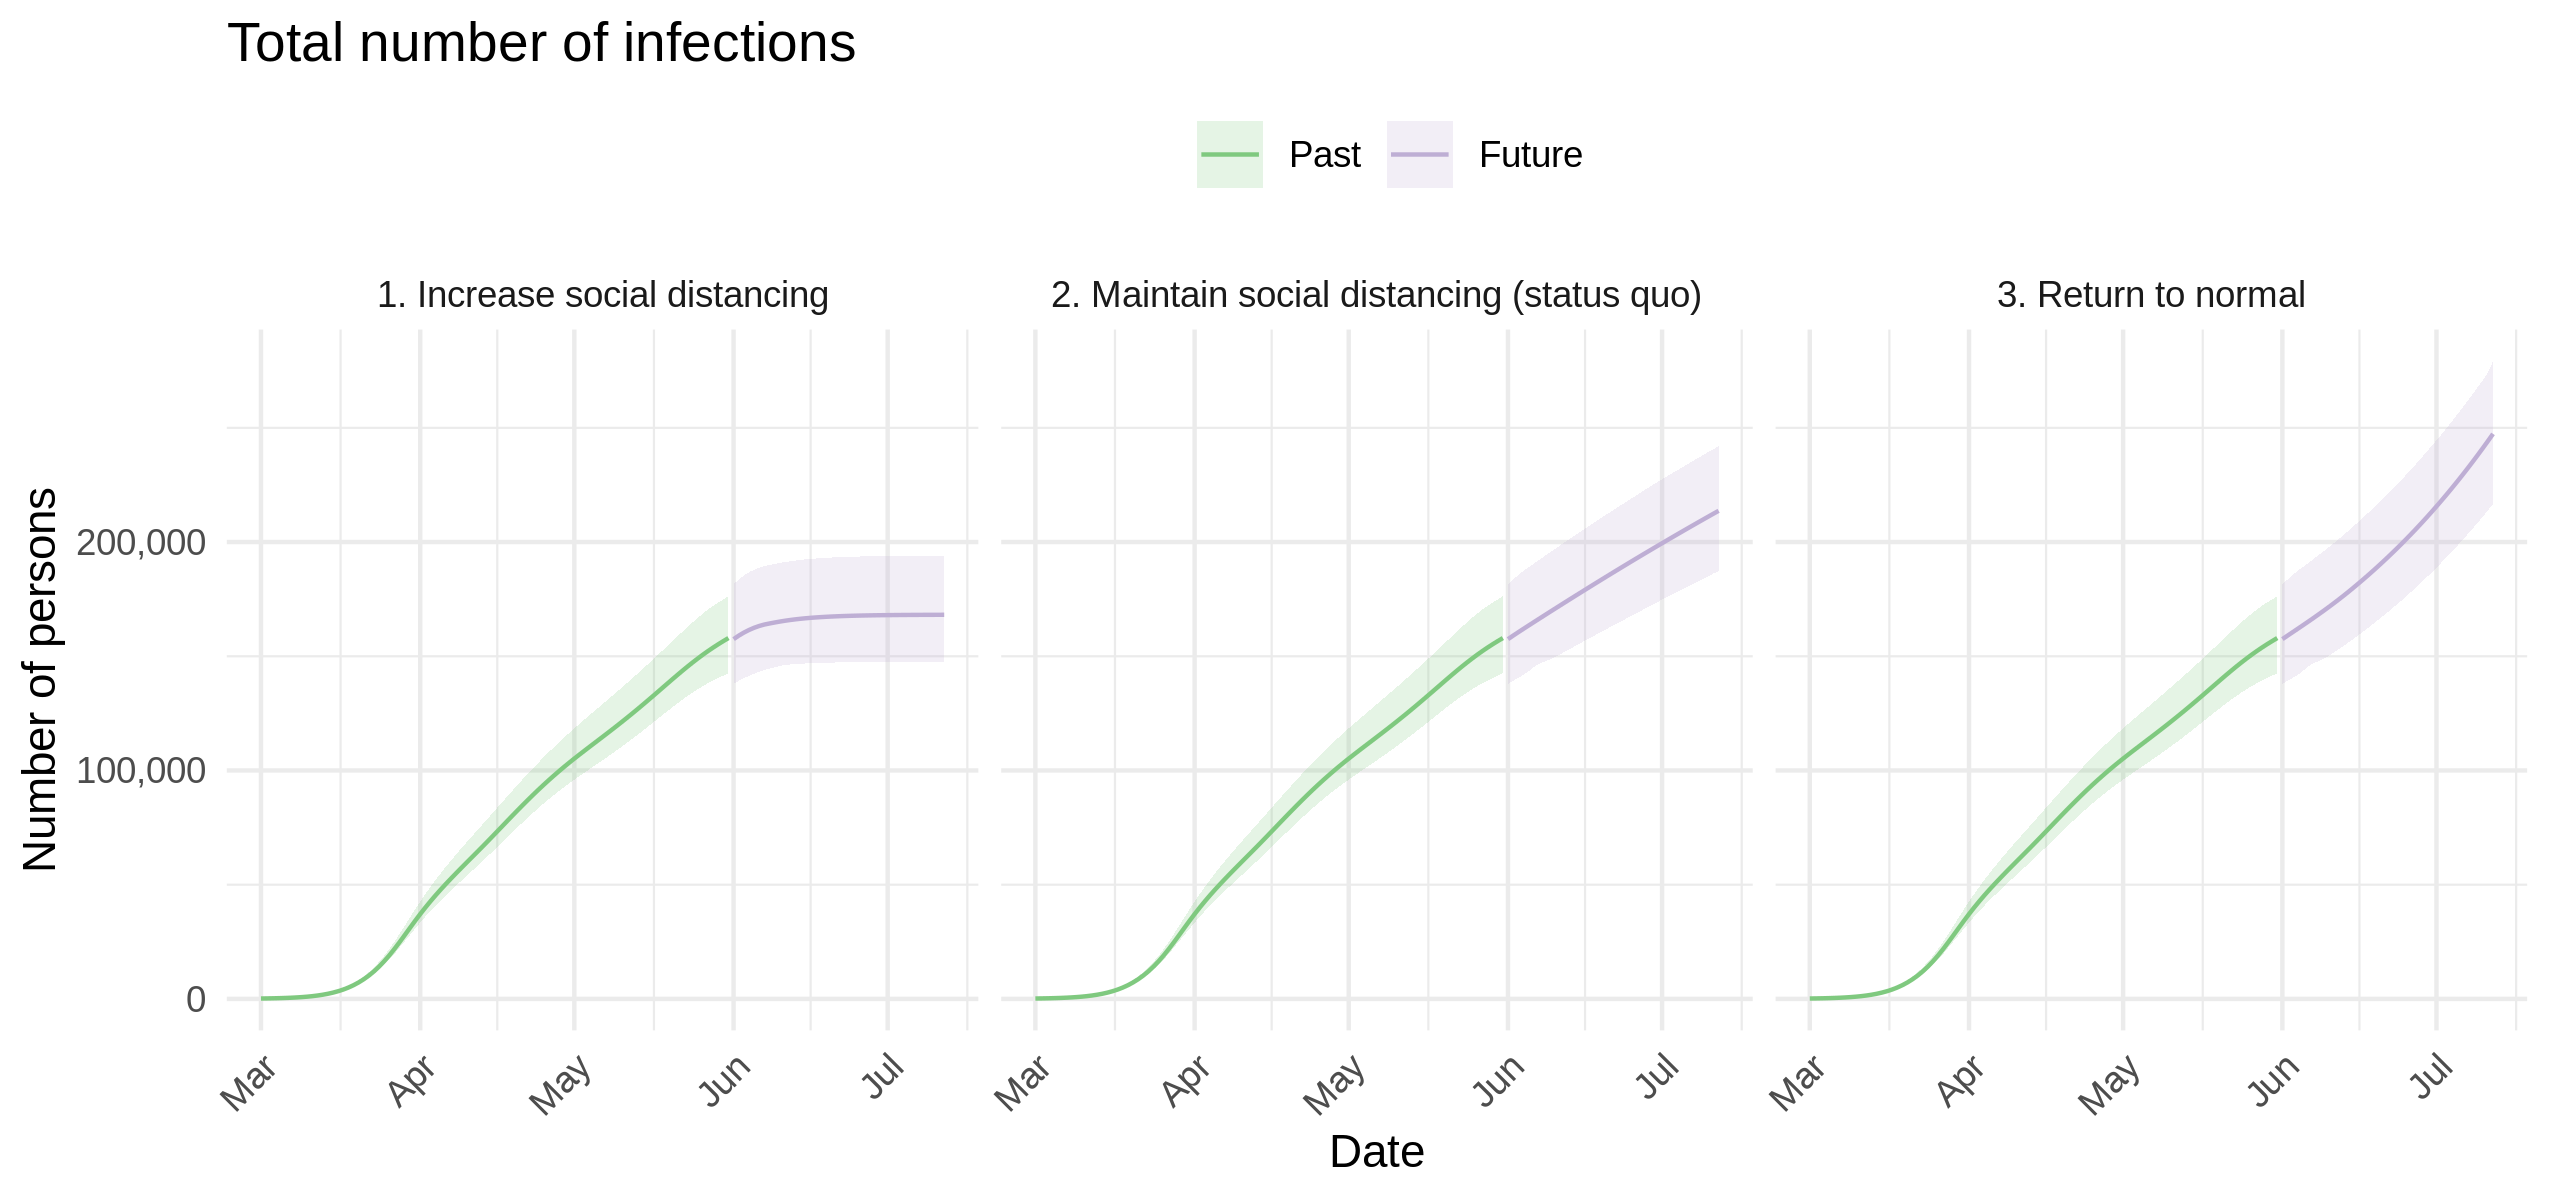 Total number of infections
Past Future
1. Increase social distancing
2. Maintain social distancing (status quo)
3. Return to normal
Number of persons
200,000
100,000
0
Mar Apr May Jun Jul
Mar Apr May Jun Jul
Mar Apr May Jun Jul
Date